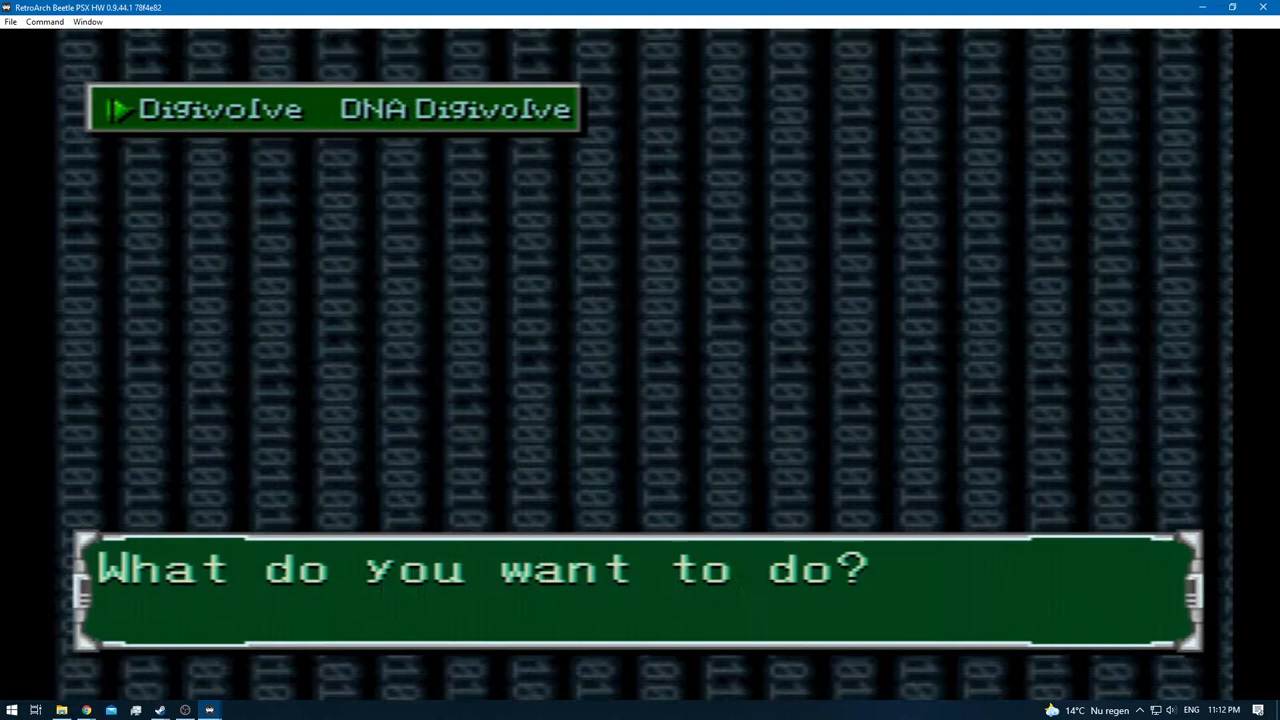 RetroArch Beetle PSX HW 0.9.44.1 78f4e82
File Command Window
Digivolve DNA Digivolve
What do you want to do?
14°C Nu regen ENG 11:12 PM